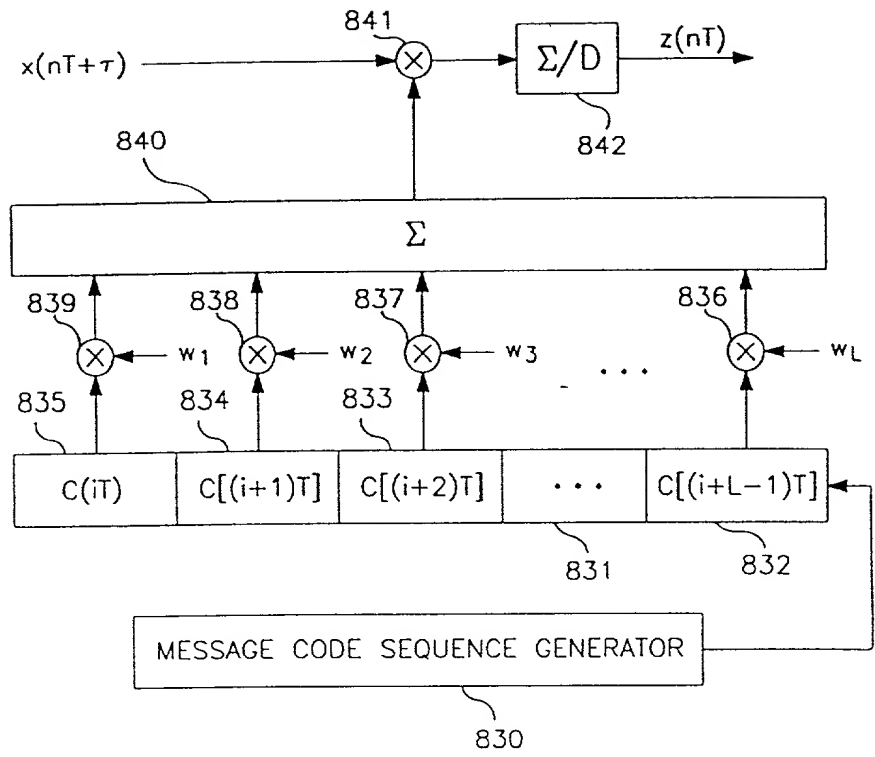 841
x(nT+τ)
⊗
Σ/D
z(nT)
842
840
Σ
839
838
837
836
⊗
w1
⊗
w2
⊗
w3
· · ·
⊗
wL
835
834
833
C(iT)
C[(i+1)T]
C[(i+2)T]
· · ·
C[(i+L−1)T]
831
832
MESSAGE CODE SEQUENCE GENERATOR
830